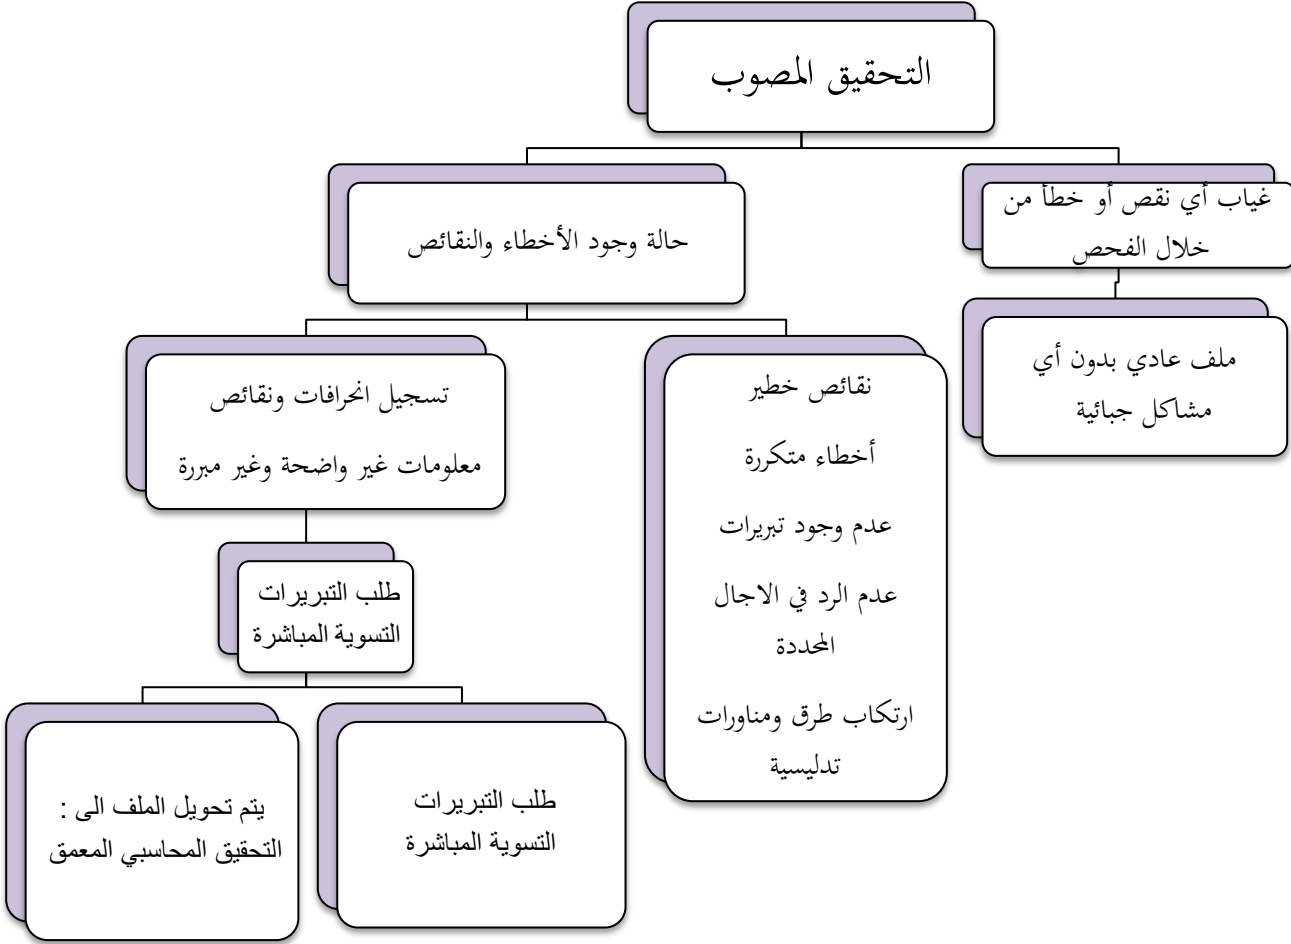 التحقيق المصوب
غياب أي نقص أو خطأ من
خلال الفحص
حالة وجود الأخطاء والنقائص
ملف عادي بدون أي
مشاكل جبائية
نقائص خطير
أخطاء متكررة
عدم وجود تبريرات
عدم الرد في الاجال
المحددة
ارتكاب طرق ومناورات
تدليسية
تسجيل انحرافات ونقائص
معلومات غير واضحة وغير مبررة
طلب التبريرات
التسوية المباشرة
طلب التبريرات
التسوية المباشرة
يتم تحويل الملف الى :
التحقيق المحاسبي المعمق